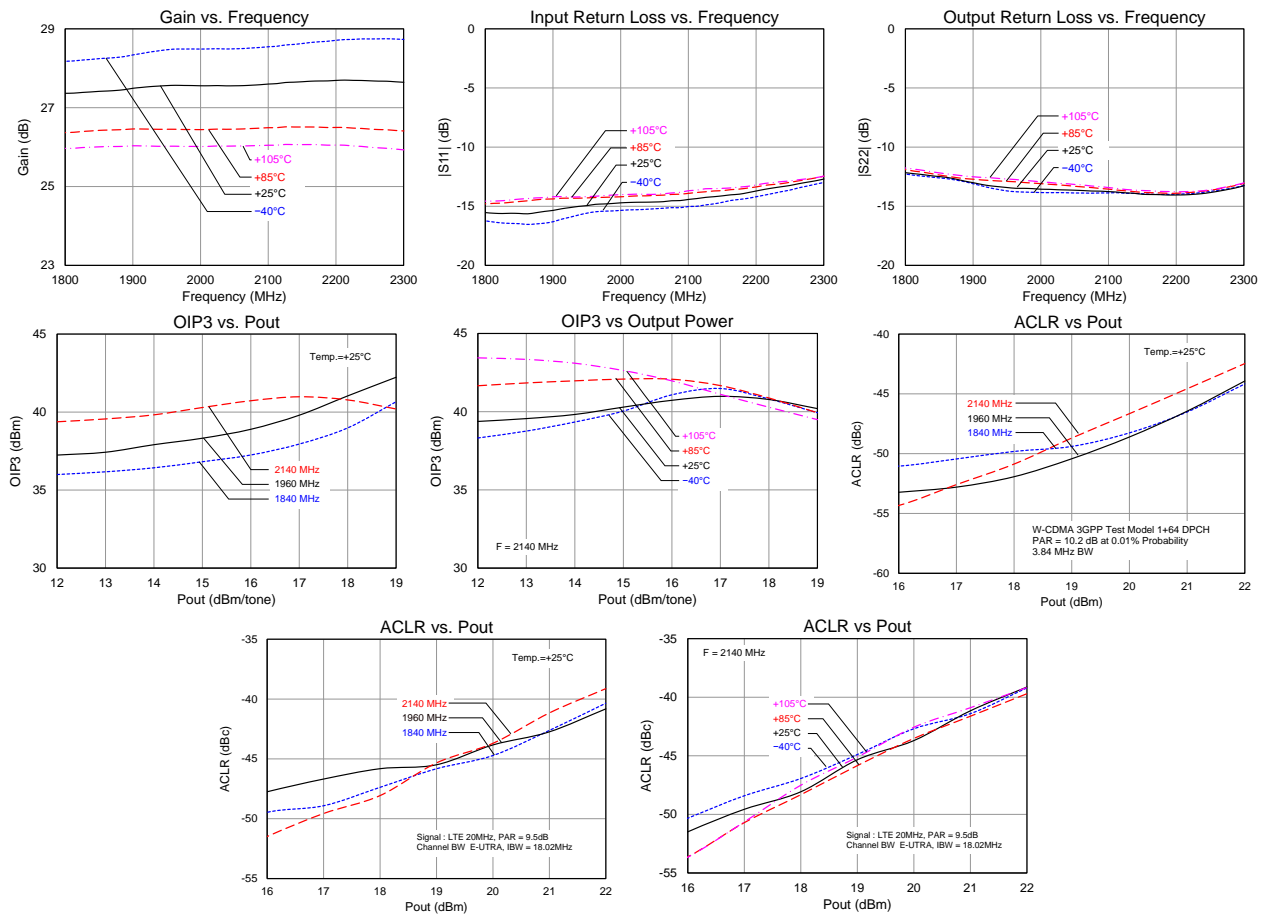 Gain vs. Frequency
29
27
25
23
Gain (dB)
+105°C
+85°C
+25°C
−40°C
1800
1900
2000
2100
2200
2300
Frequency (MHz)
Input Return Loss vs. Frequency
0
-5
-10
-15
-20
|S11| (dB)
+105°C
+85°C
+25°C
−40°C
1800
1900
2000
2100
2200
2300
Frequency (MHz)
Output Return Loss vs. Frequency
0
-5
-10
-15
-20
|S22| (dB)
+105°C
+85°C
+25°C
−40°C
1800
1900
2000
2100
2200
2300
Frequency (MHz)
OIP3 vs. Pout
45
40
35
30
OIP3 (dBm)
Temp.=+25°C
2140 MHz
1960 MHz
1840 MHz
12
13
14
15
16
17
18
19
Pout (dBm/tone)
OIP3 vs Output Power
45
40
35
30
OIP3 (dBm)
+105°C
+85°C
+25°C
−40°C
F = 2140 MHz
12
13
14
15
16
17
18
19
Pout (dBm/tone)
ACLR vs Pout
-40
-45
-50
-55
-60
ACLR (dBc)
Temp.=+25°C
2140 MHz
1960 MHz
1840 MHz
W-CDMA 3GPP Test Model 1+64 DPCH
PAR = 10.2 dB at 0.01% Probability
3.84 MHz BW
16
17
18
19
20
21
22
Pout (dBm)
ACLR vs. Pout
-35
-40
-45
-50
-55
ACLR (dBc)
Temp.=+25°C
2140 MHz
1960 MHz
1840 MHz
Signal : LTE 20MHz, PAR = 9.5dB
Channel BW E-UTRA, IBW = 18.02MHz
16
17
18
19
20
21
22
Pout (dBm)
ACLR vs Pout
-35
-40
-45
-50
-55
ACLR (dBc)
F = 2140 MHz
+105°C
+85°C
+25°C
−40°C
Signal : LTE 20MHz, PAR = 9.5dB
Channel BW E-UTRA, IBW = 18.02MHz
16
17
18
19
20
21
22
Pout (dBm)